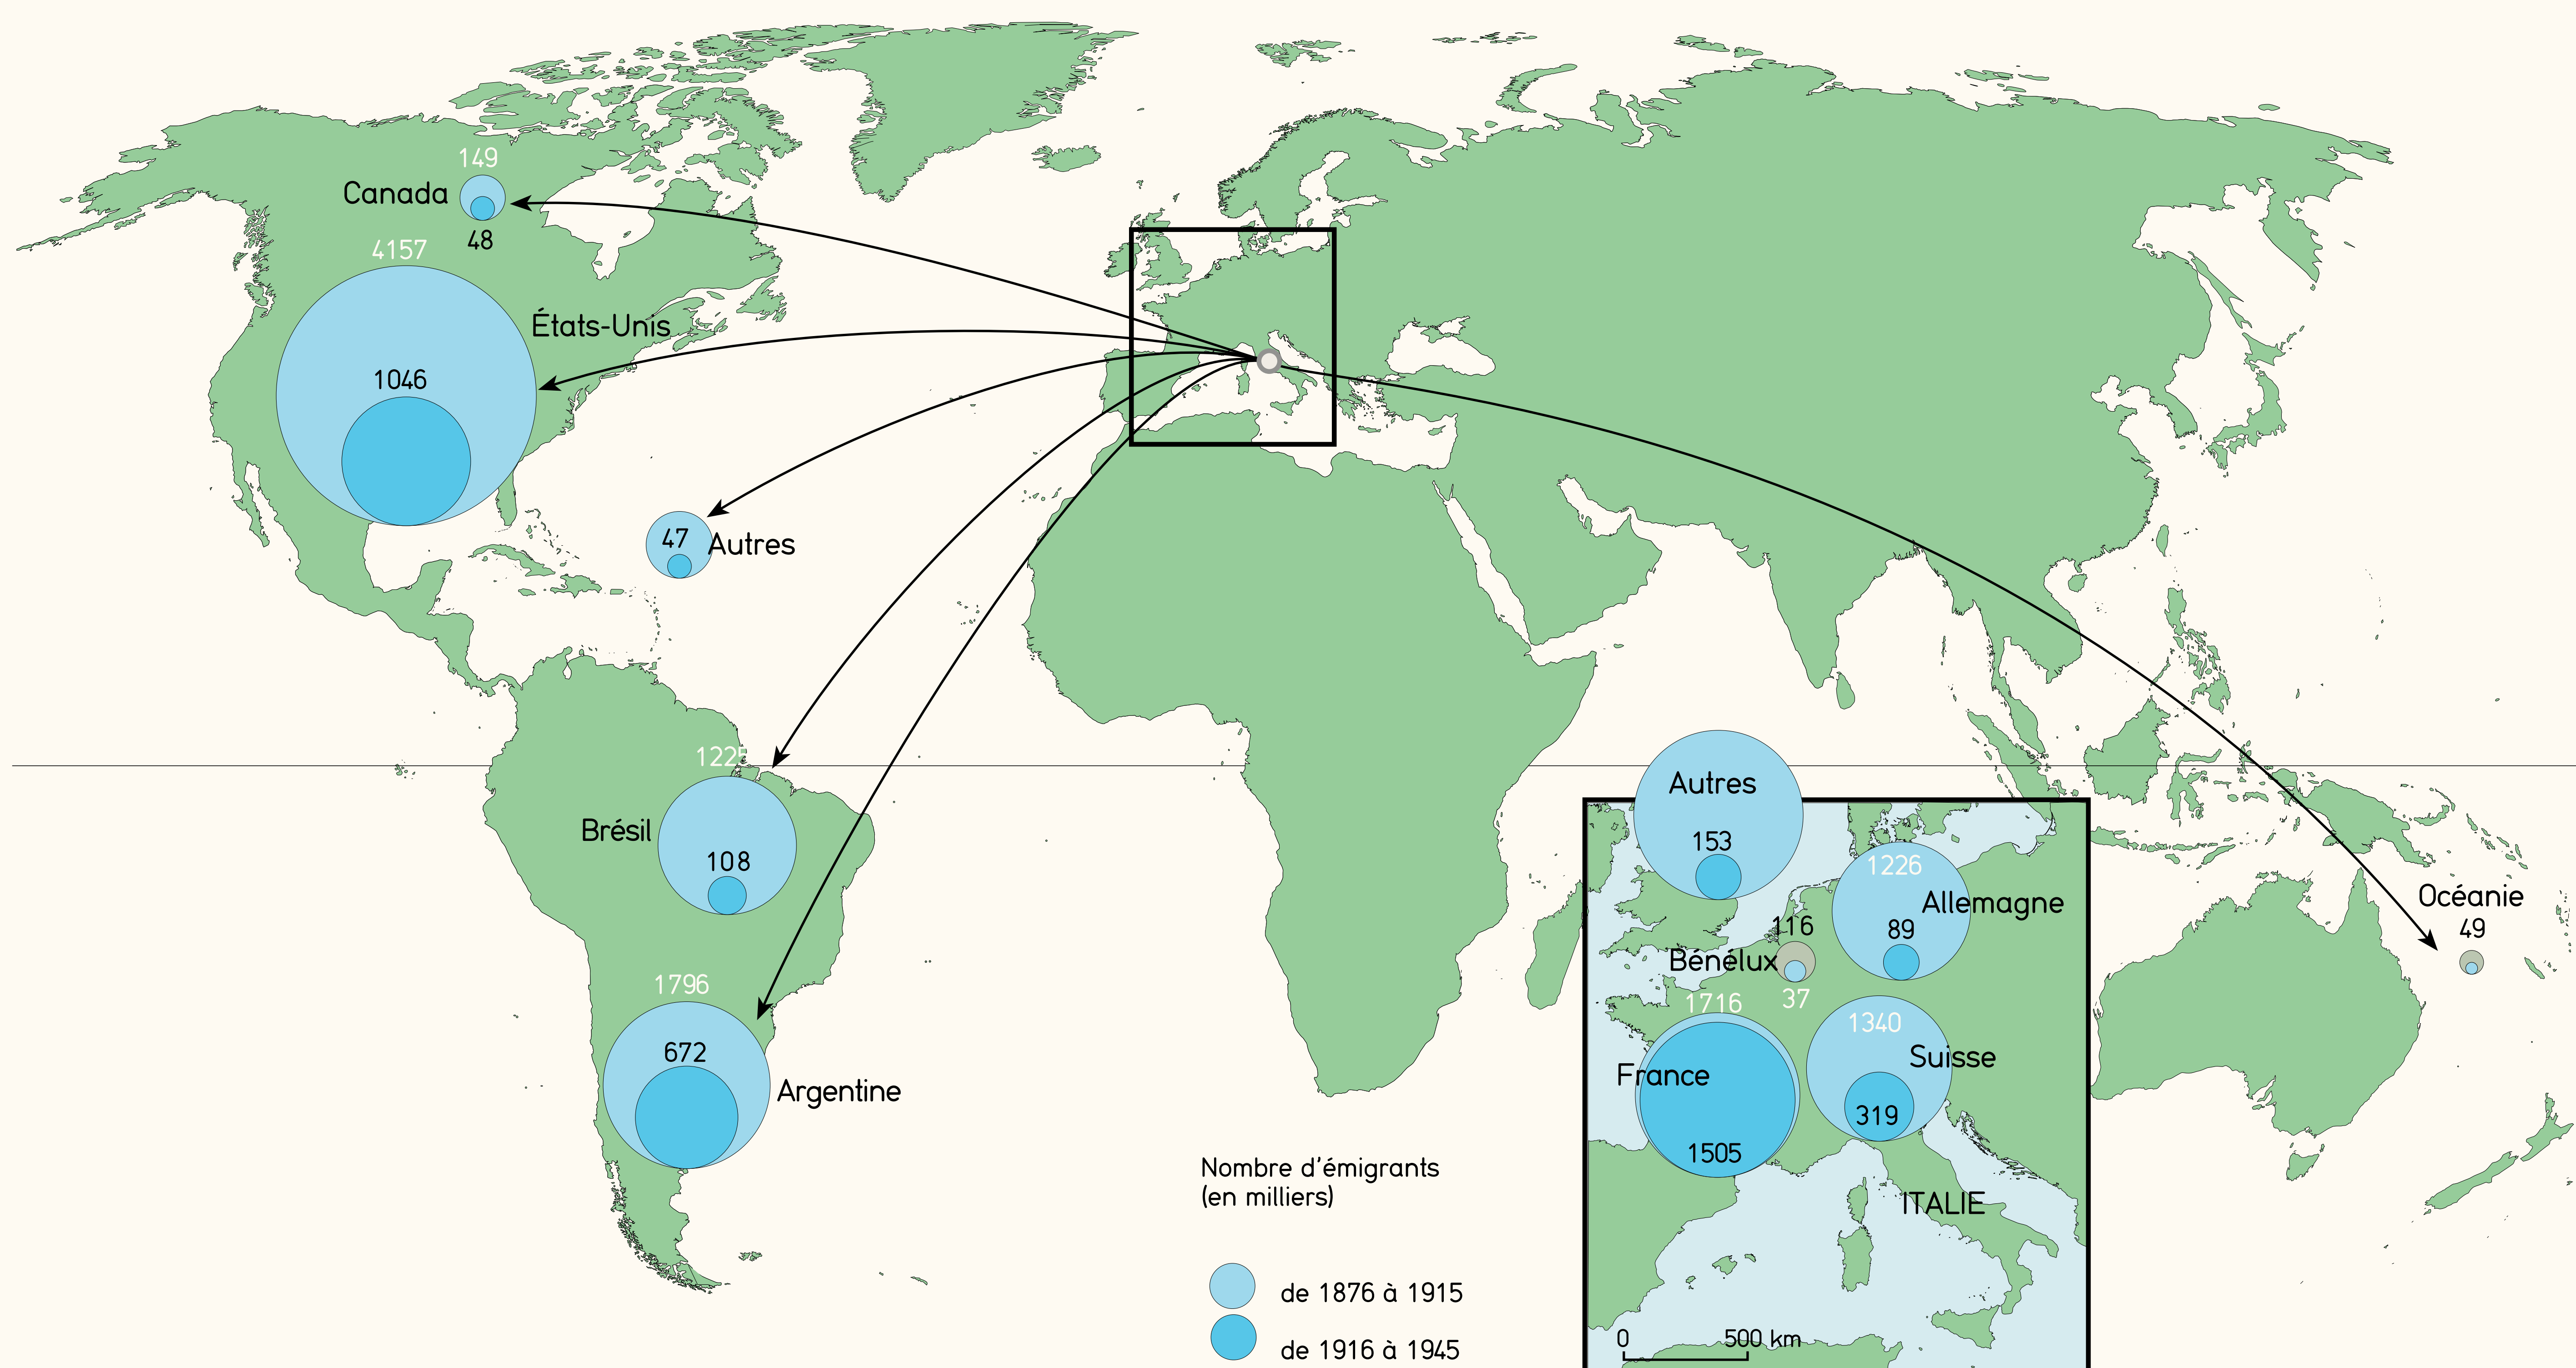 149
Canada
48
4157
États-Unis
1046
47
Autres
1225
Brésil
108
1796
672
Argentine
Autres
153
1226
Allemagne
89
116
Bénélux
37
1716
France
1505
1340
Suisse
319
ITALIE
0 500 km
Océanie
49
Nombre d'émigrants
(en milliers)
de 1876 à 1915
de 1916 à 1945